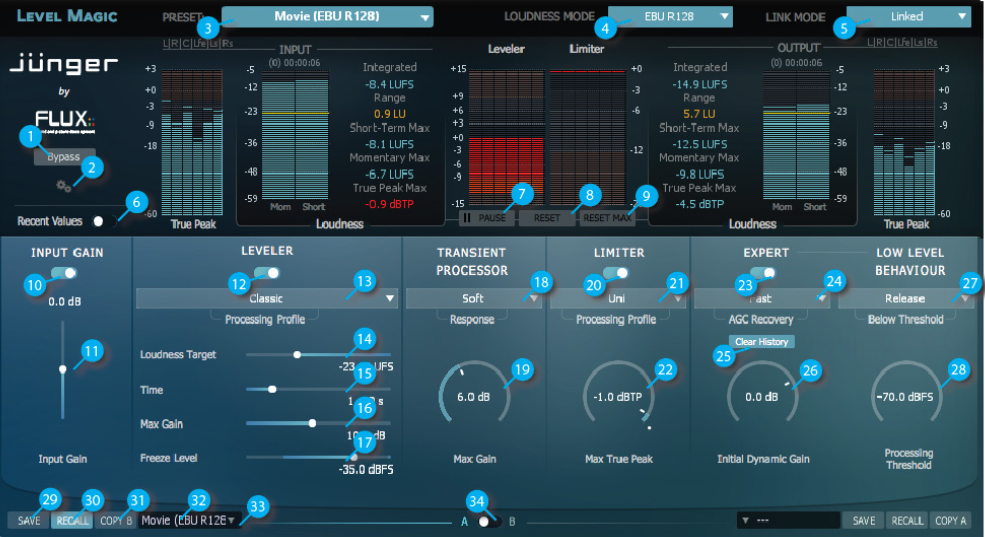 LEVEL MAGIC
PRESET:
3
Movie (EBU R128)
LOUDNESS MODE
4
EBU R128
LINK MODE
5
Linked
jünger
by
FLUX::
1
Bypass
2
6
Recent Values
L|R|C|Lfe|Ls|Rs
+3
+0
-3
-9
-18
-60
True Peak
INPUT
(0) 00:00:06
-5
-12
-23
-36
-48
-59
Mom Short
Loudness
Integrated
-8.4 LUFS
Range
0.9 LU
Short-Term Max
-8.1 LUFS
Momentary Max
-6.7 LUFS
True Peak Max
-0.9 dBTP
Leveler
Limiter
+15
+9
+6
+3
+0
-3
-6
-9
-15
+0
-3
-6
-12
7
8
9
PAUSE
RESET
RESET MAX
OUTPUT
(0) 00:00:06
Integrated
-14.9 LUFS
Range
5.7 LU
Short-Term Max
-12.5 LUFS
Momentary Max
-9.8 LUFS
True Peak Max
-4.5 dBTP
-5
-12
-23
-36
-48
-59
Mom Short
Loudness
L|R|C|Lfe|Ls|Rs
+3
+0
-3
-9
-18
-60
True Peak
INPUT GAIN
10
0.0 dB
11
Input Gain
LEVELER
12
13
Classic
Processing Profile
14
Loudness Target
15
Time
16
Max Gain
17
Freeze Level
-35.0 dBFS
TRANSIENT
PROCESSOR
18
Soft
Response
19
6.0 dB
Max Gain
LIMITER
20
21
Uni
Processing Profile
22
-1.0 dBTP
Max True Peak
EXPERT
23
24
Fast
AGC Recovery
Clear History
25
26
0.0 dB
Initial Dynamic Gain
LOW LEVEL
BEHAVIOUR
27
Release
Below Threshold
28
-70.0 dBFS
Processing
Threshold
29
30
31
32
33
34
SAVE
RECALL
COPY B
Movie (EBU R128
A
B
---
SAVE
RECALL
COPY A